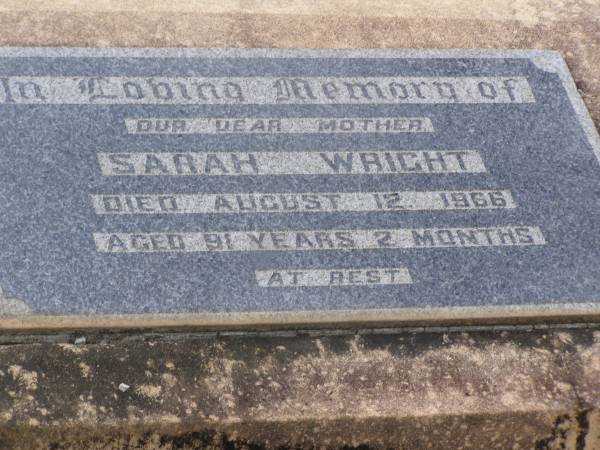 In Loving Memory of
OUR DEAR MOTHER
SARAH WRIGHT
DIED AUGUST 12 1966
AGED 91 YEARS 2 MONTHS
AT REST